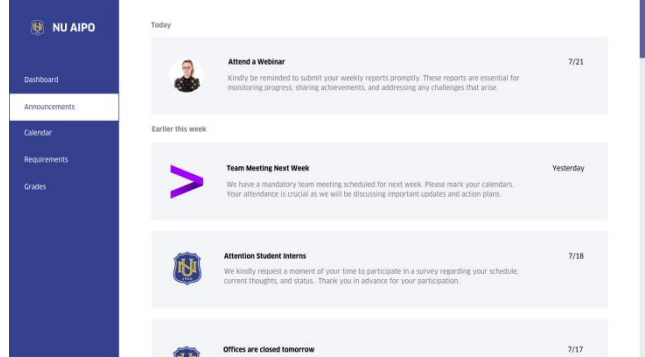 NU AIPO
Dashboard
Announcements
Calendar
Requirements
Grades
Today
Attend a Webinar
7/21
Kindly be reminded to submit your weekly reports promptly. These reports are essential for
monitoring progress, sharing achievements, and addressing any challenges that arise.
Earlier this week
Team Meeting Next Week
Yesterday
We have a mandatory team meeting scheduled for next week. Please mark your calendars.
Your attendance is crucial as we will be discussing important updates and action plans.
Attention Student Interns
7/18
We kindly request a moment of your time to participate in a survey regarding your schedule,
current thoughts, and status. Thank you in advance for your participation.
Offices are closed tomorrow
7/17